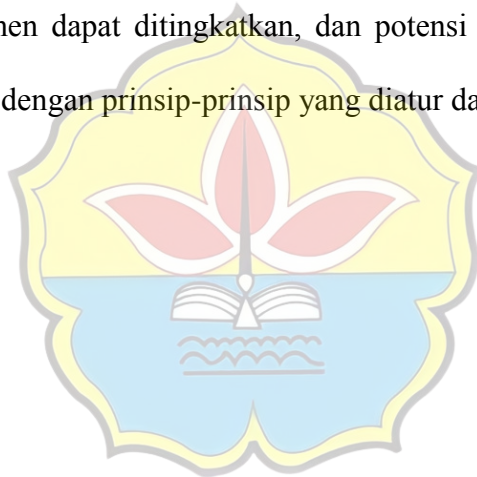 men dapat ditingkatkan, dan potensi
dengan prinsip-prinsip yang diatur da